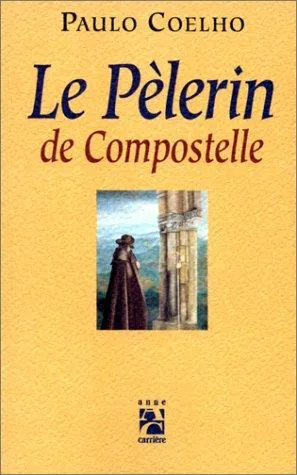 PAULO COELHO
Le Pèlerin
de Compostelle
anne
carrière